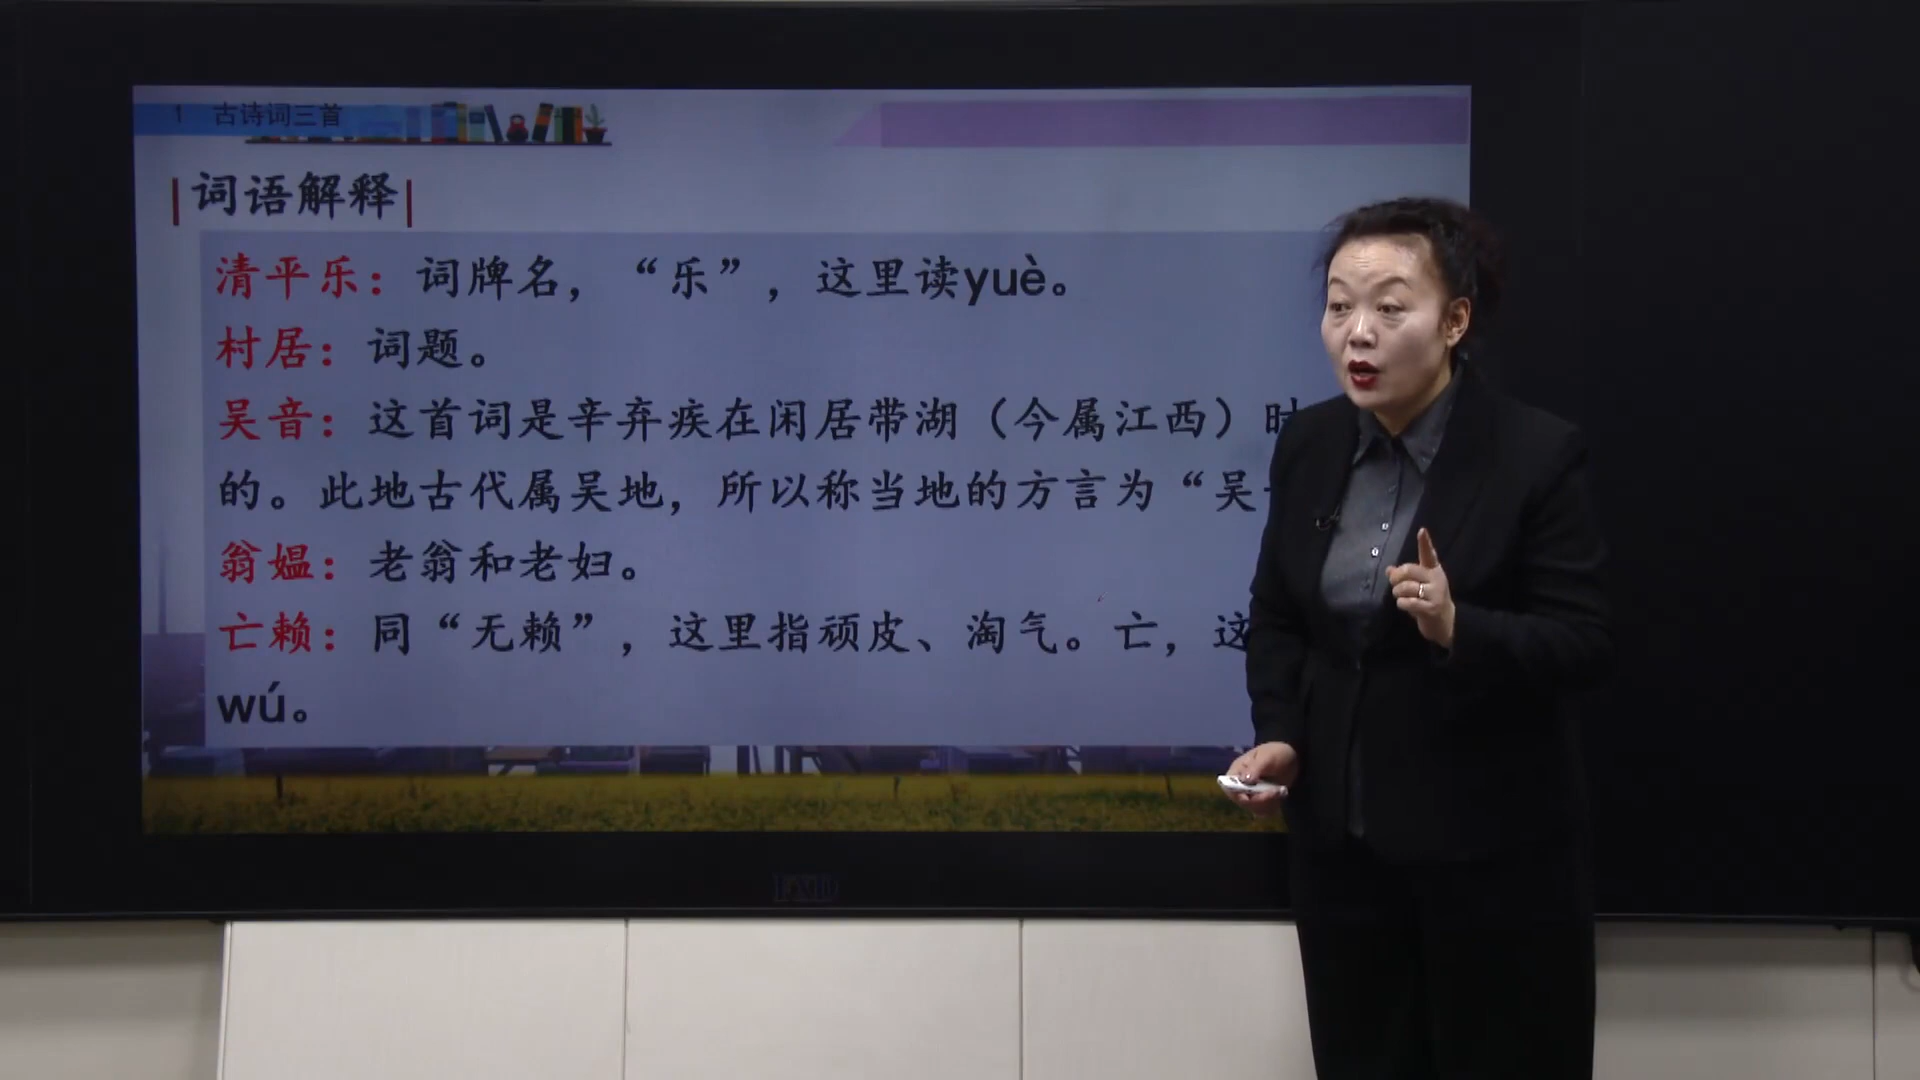 1 古诗词三首
词语解释
清平乐：词牌名，“乐”，这里读yuè。
村居：词题。
吴音：这首词是辛弃疾在闲居带湖（今属江西）时
的。此地古代属吴地，所以称当地的方言为“吴
翁媪：老翁和老妇。
亡赖：同“无赖”，这里指顽皮、淘气。亡，这
wú。